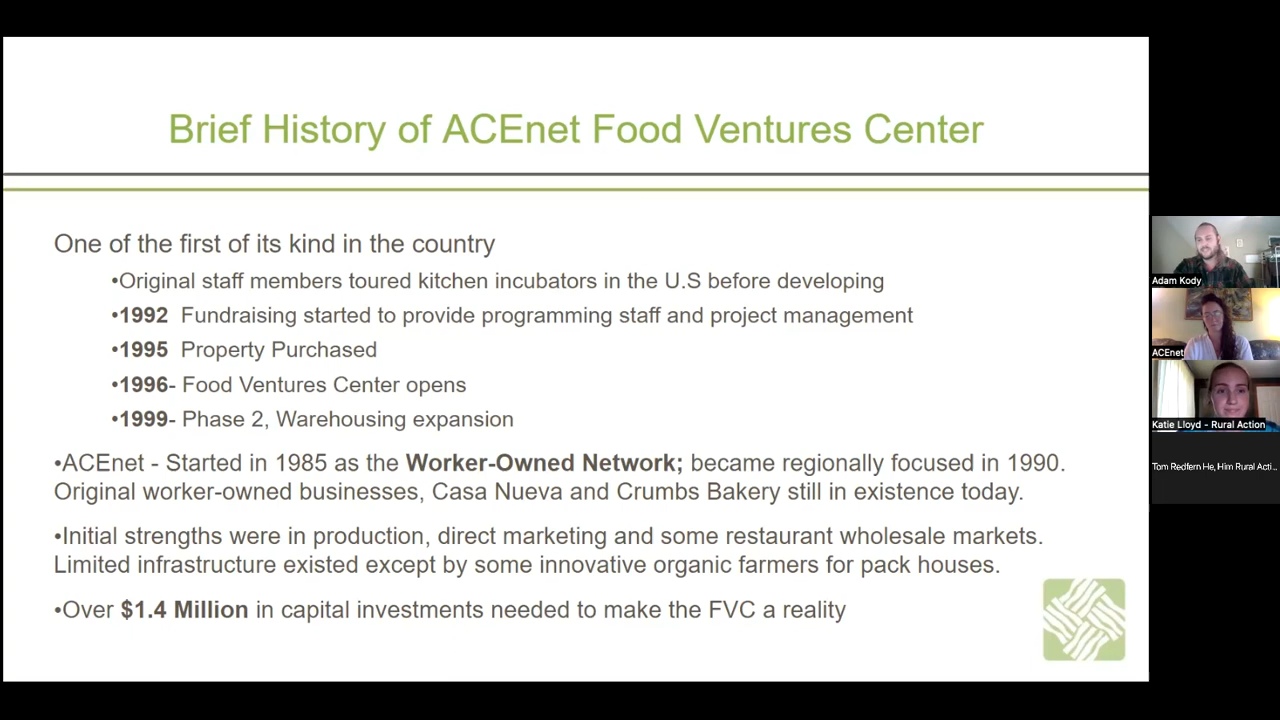 Brief History of ACEnet Food Ventures Center
One of the first of its kind in the country
•Original staff members toured kitchen incubators in the U.S before developing
•1992 Fundraising started to provide programming staff and project management
•1995 Property Purchased
•1996- Food Ventures Center opens
•1999- Phase 2, Warehousing expansion
•ACEnet - Started in 1985 as the Worker-Owned Network; became regionally focused in 1990.
Original worker-owned businesses, Casa Nueva and Crumbs Bakery still in existence today.
•Initial strengths were in production, direct marketing and some restaurant wholesale markets.
Limited infrastructure existed except by some innovative organic farmers for pack houses.
•Over $1.4 Million in capital investments needed to make the FVC a reality
Adam Kody
ACEnet
Katie Lloyd - Rural Action
Tom Redfern He, Him Rural Acti...